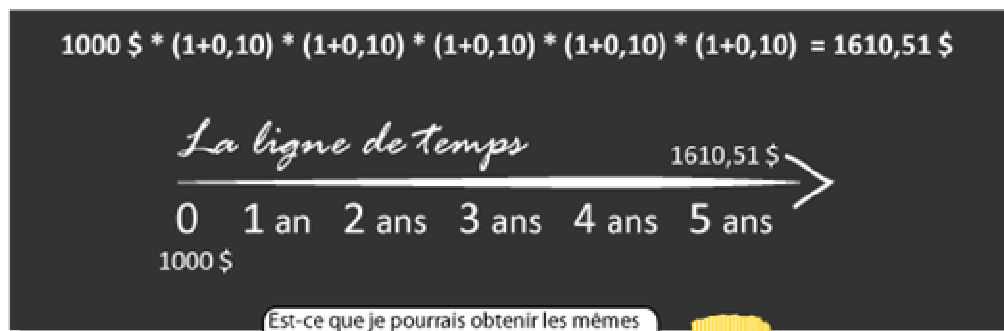 1000 $ * (1+0,10) * (1+0,10) * (1+0,10) * (1+0,10) * (1+0,10) = 1610,51 $
La ligne de temps
1610,51 $
0 1 an 2 ans 3 ans 4 ans 5 ans
1000 $
Est-ce que je pourrais obtenir les mêmes